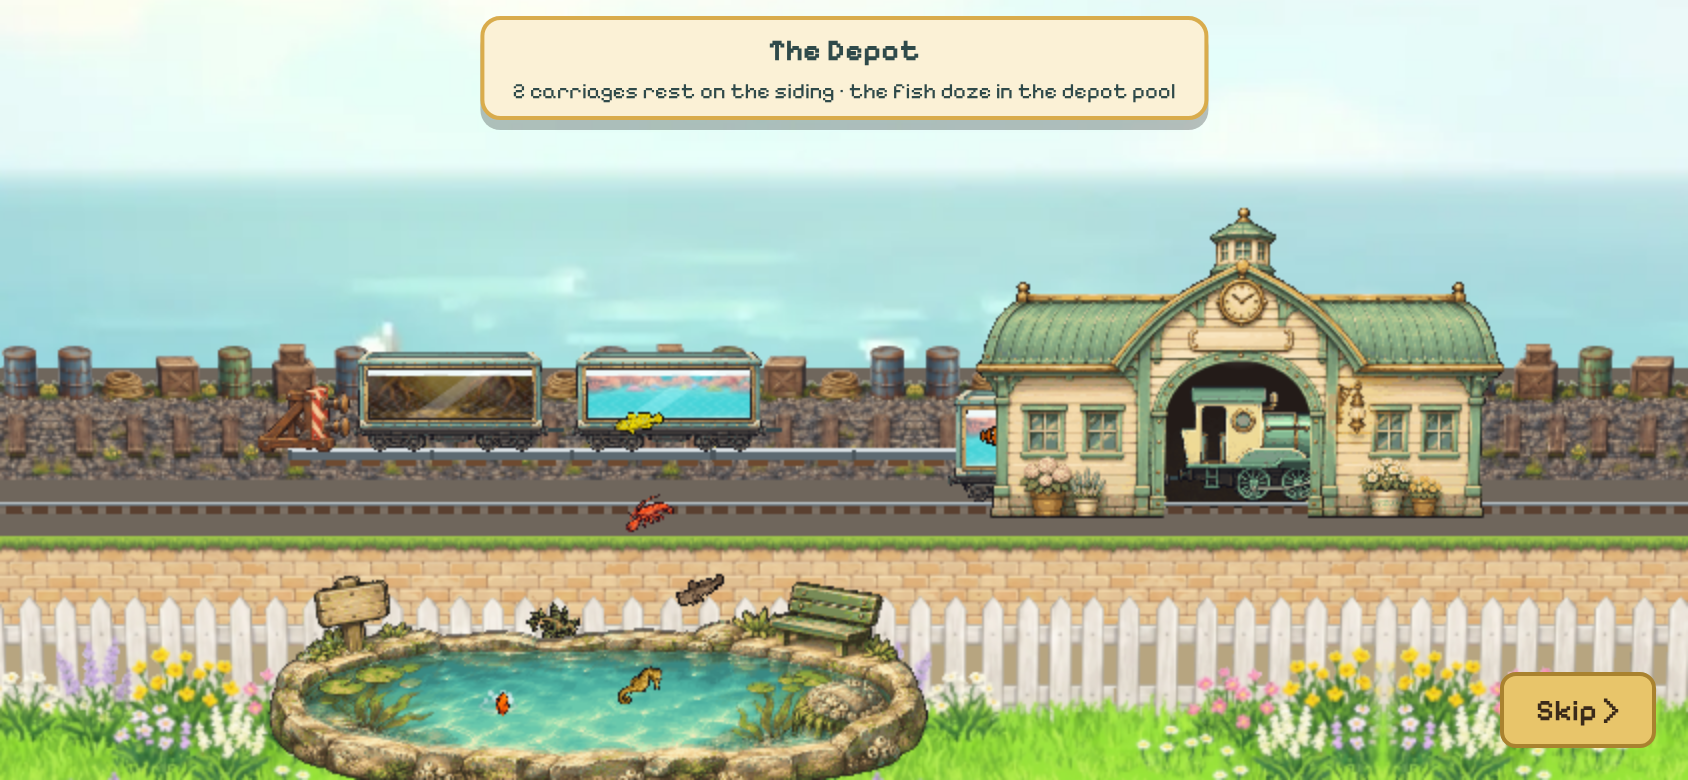 The Depot
2 carriages rest on the siding · the fish doze in the depot pool
Skip >